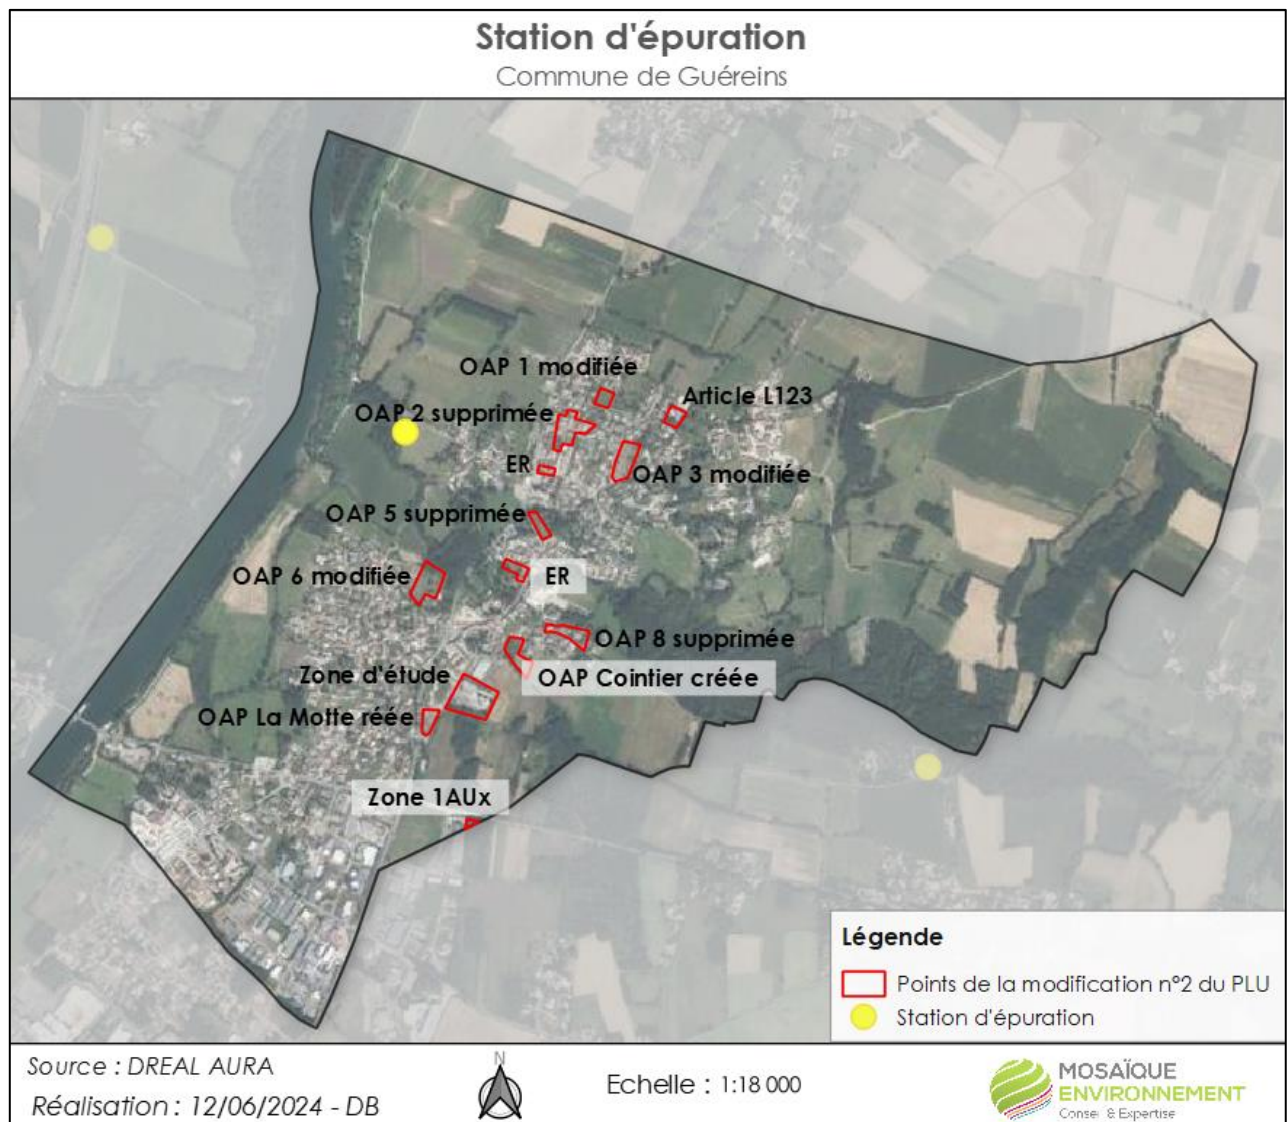 Station d'épuration
Commune de Guéreins
OAP 1 modifiée
Article L123
OAP 2 supprimée
ER
OAP 3 modifiée
OAP 5 supprimée
OAP 6 modifiée
ER
OAP 8 supprimée
Zone d'étude
OAP Cointier créée
OAP La Motte réée
Zone 1AUx
Légende
Points de la modification n°2 du PLU
Station d'épuration
Source : DREAL AURA
Réalisation : 12/06/2024 - DB
N
Echelle : 1:18 000
MOSAÏQUE
ENVIRONNEMENT
Conseil & Expertise